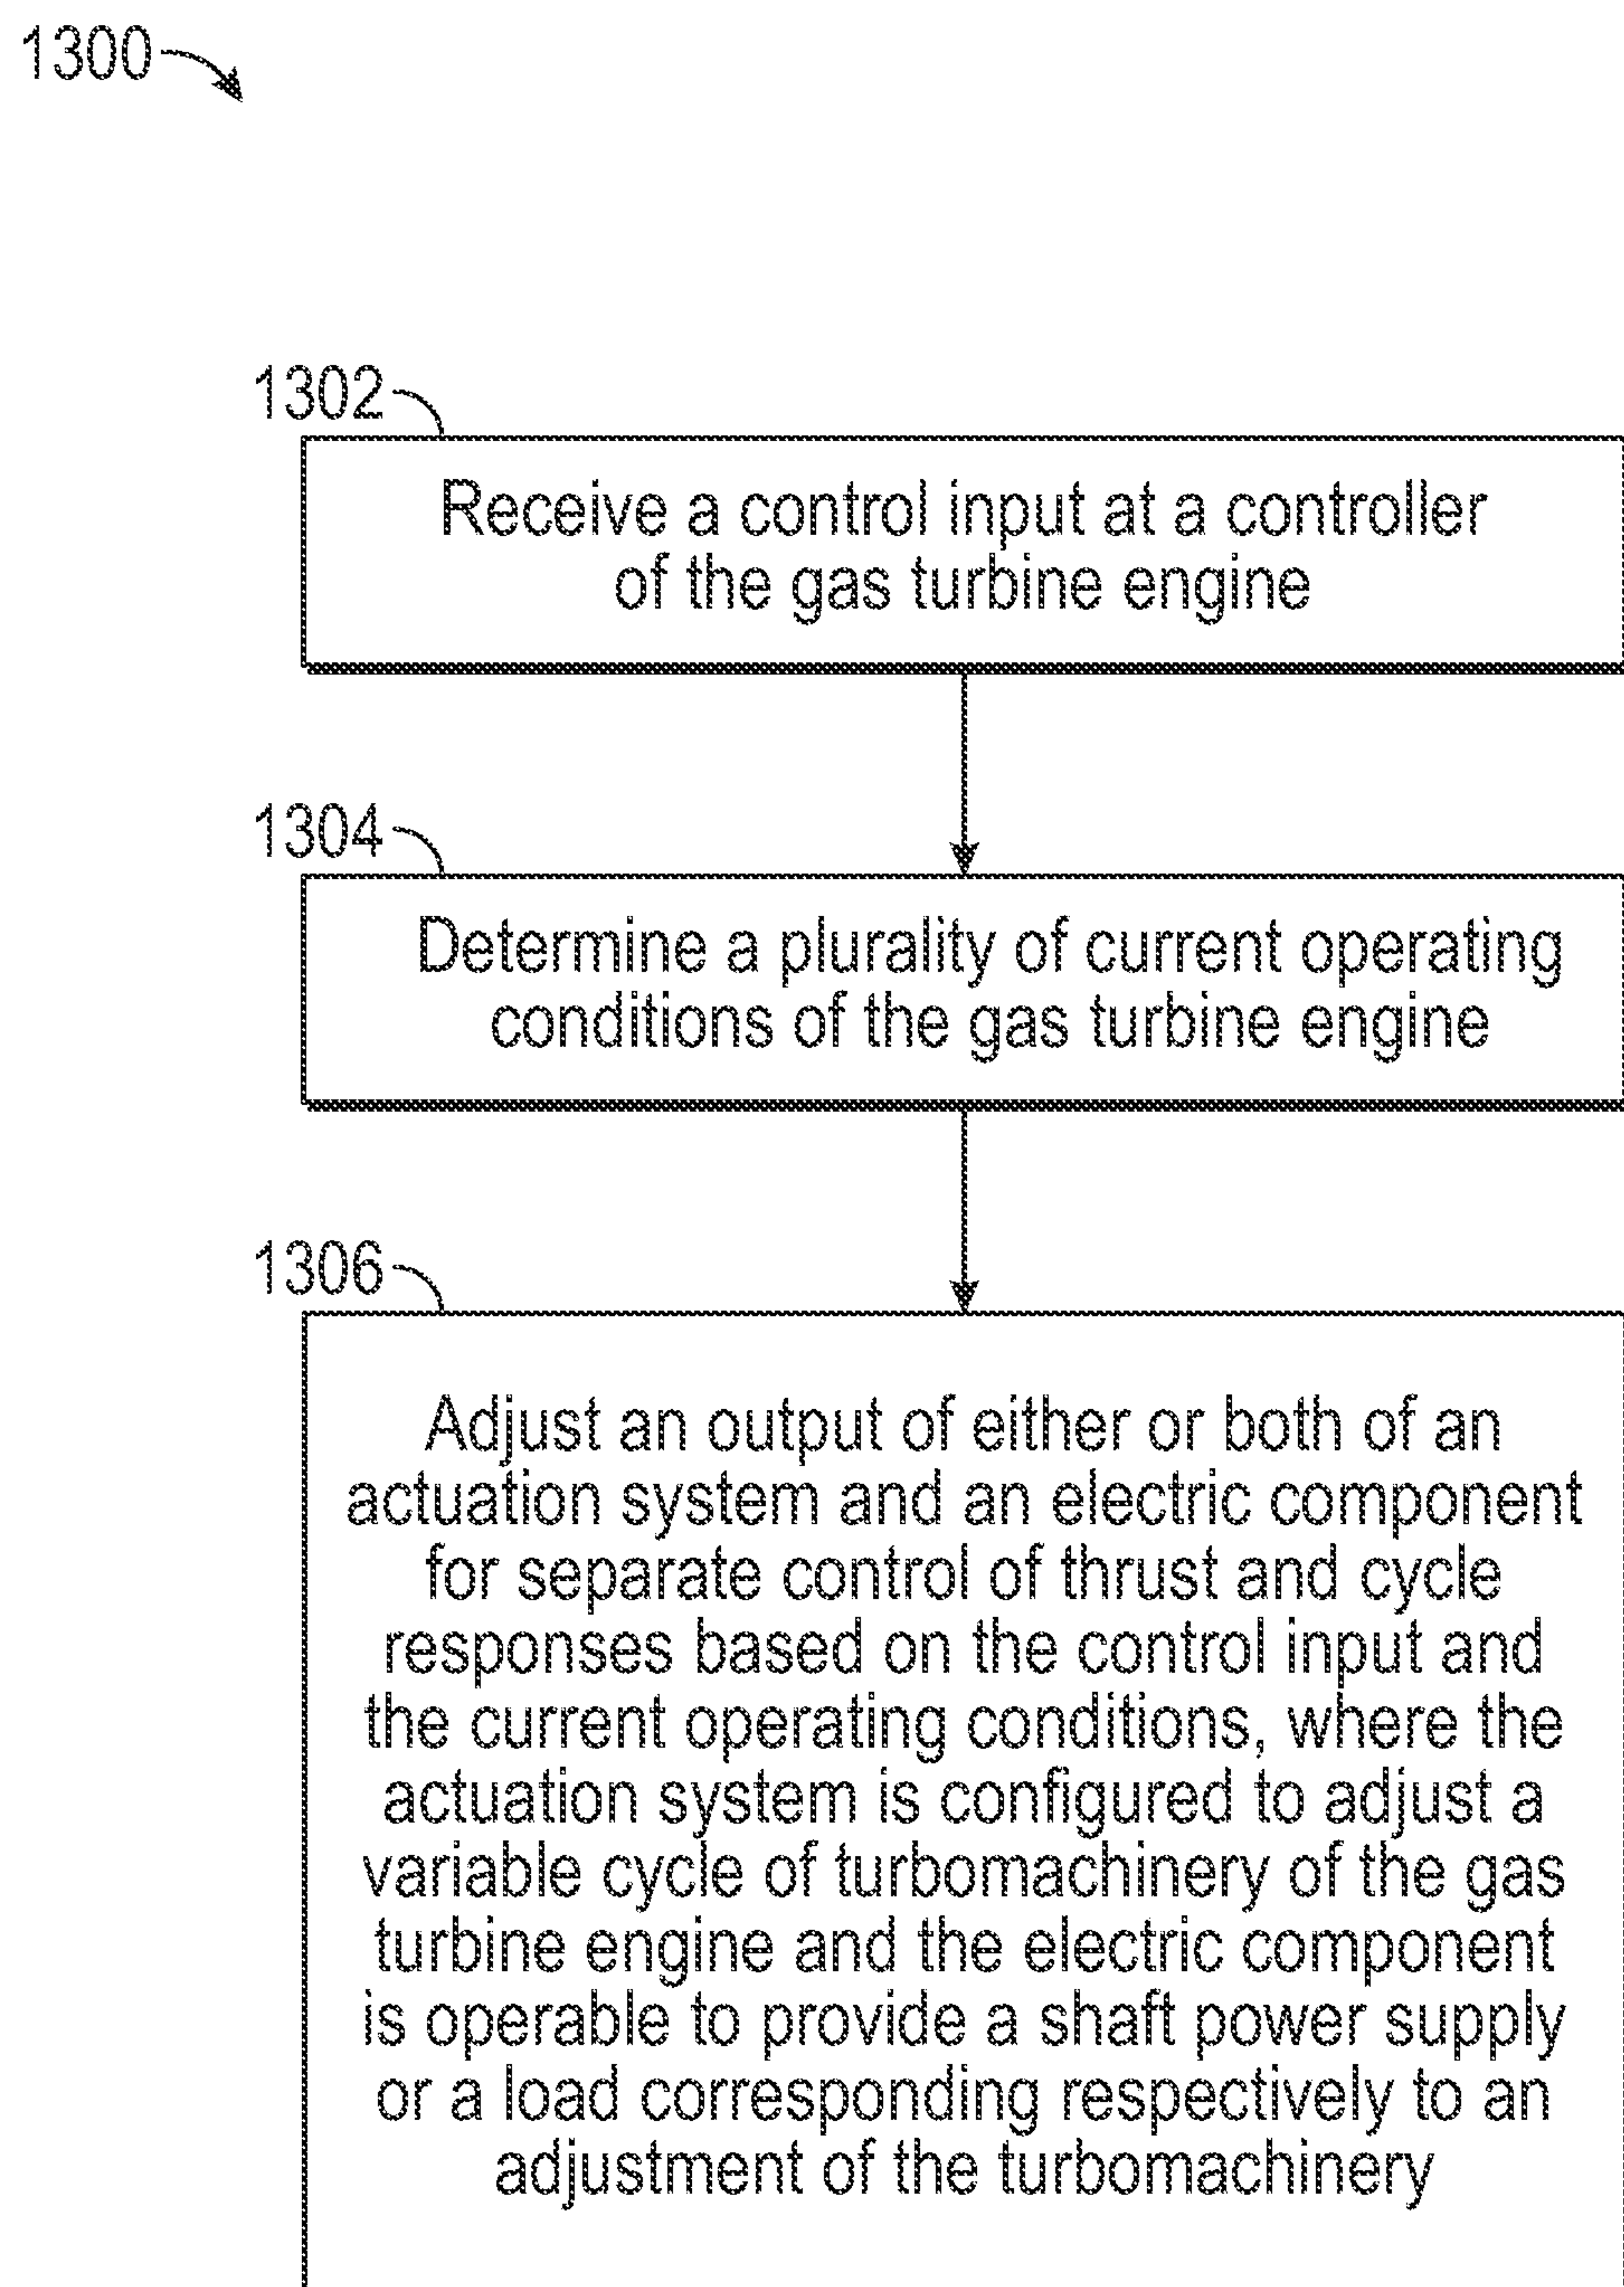 1300
1302
Receive a control input at a controller
of the gas turbine engine
1304
Determine a plurality of current operating
conditions of the gas turbine engine
1306
Adjust an output of either or both of an
actuation system and an electric component
for separate control of thrust and cycle
responses based on the control input and
the current operating conditions, where the
actuation system is configured to adjust a
variable cycle of turbomachinery of the gas
turbine engine and the electric component
is operable to provide a shaft power supply
or a load corresponding respectively to an
adjustment of the turbomachinery